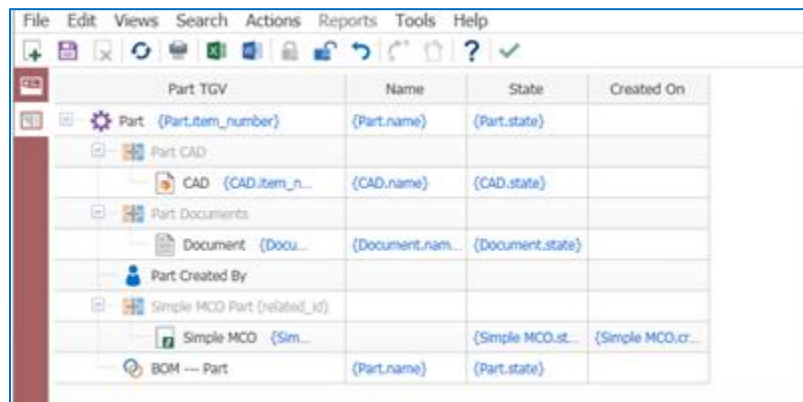 File Edit Views Search Actions Reports Tools Help
Part TGV Name State Created On
Part {Part.item_number} {Part.name} {Part.state}
Part CAD
CAD {CAD.item_n... {CAD.name} {CAD.state}
Part Documents
Document {Docu... {Document.nam... {Document.state}
Part Created By
Simple MCO Part (related_id)
Simple MCO {Sim... {Simple MCO.st... {Simple MCO.cr...
BOM --- Part {Part.name} {Part.state}